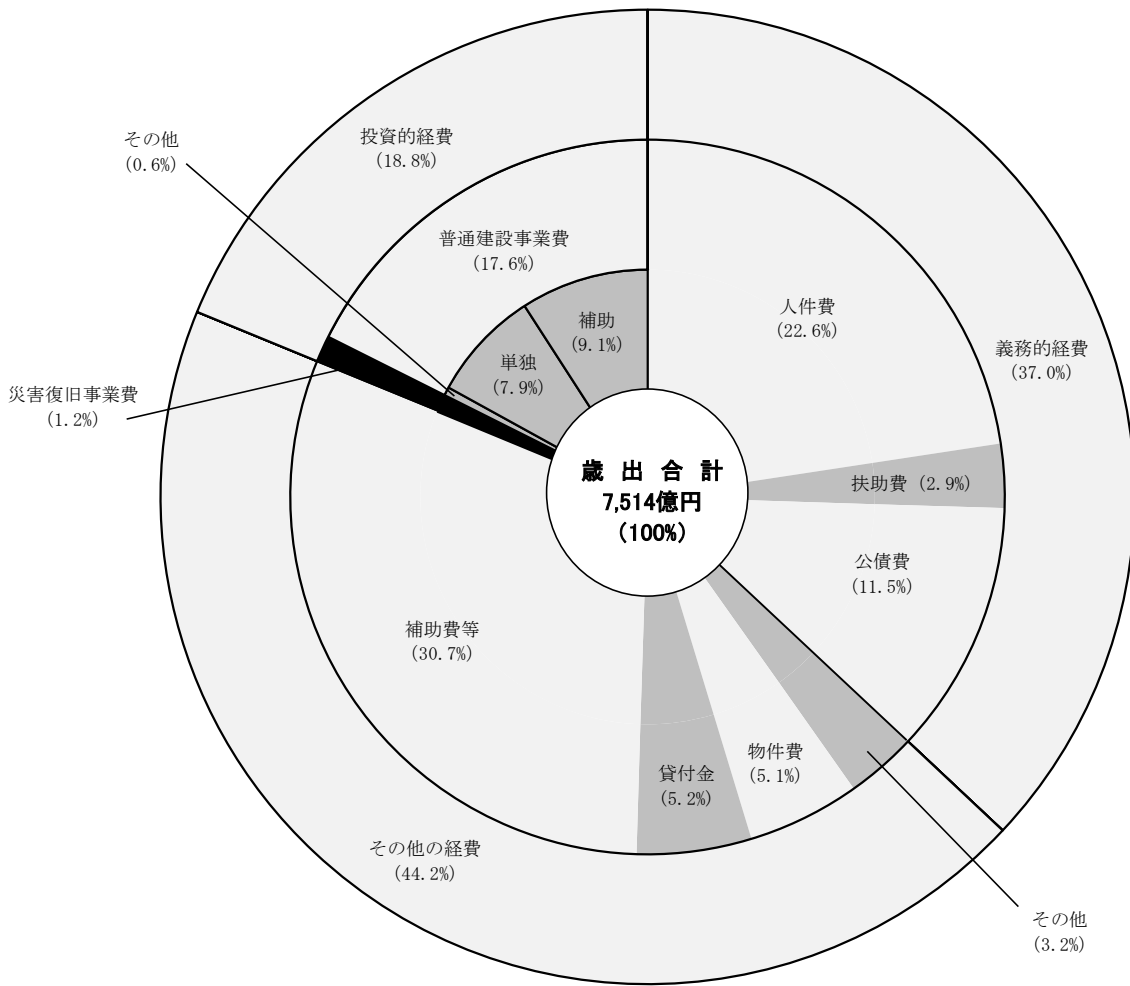 その他
(0.6%)
投資的経費
(18.8%)
普通建設事業費
(17.6%)
補助
(9.1%)
単独
(7.9%)
人件費
(22.6%)
義務的経費
(37.0%)
災害復旧事業費
(1.2%)
歳 出 合 計
7,514億円
(100%)
扶助費 (2.9%)
公債費
(11.5%)
補助費等
(30.7%)
物件費
(5.1%)
貸付金
(5.2%)
その他の経費
(44.2%)
その他
(3.2%)